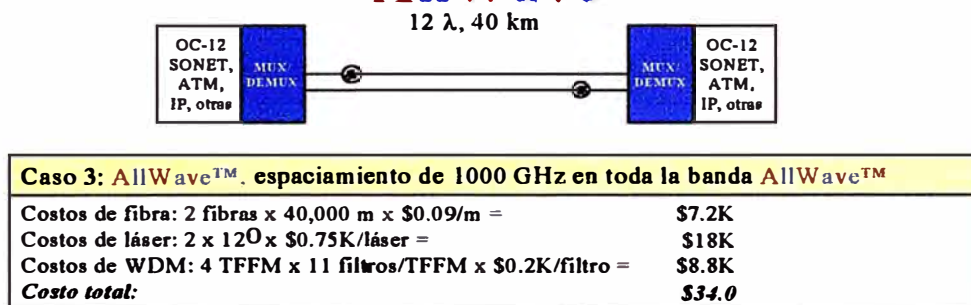 12 λ, 40 km
OC-12
SONET,
ATM,
IP, otras
MUX/
DEMUX
MUX/
DEMUX
OC-12
SONET,
ATM,
IP, otras
Caso 3: AllWave™. espaciamiento de 1000 GHz en toda la banda AllWave™
Costos de fibra: 2 fibras x 40,000 m x $0.09/m = $7.2K
Costos de láser: 2 x 12O x $0.75K/láser = $18K
Costos de WDM: 4 TFFM x 11 filtros/TFFM x $0.2K/filtro = $8.8K
Costo total: $34.0